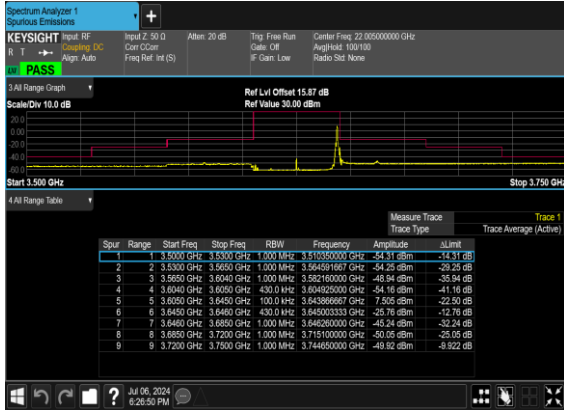 Spectrum Analyzer 1
Spurious Emissions
+
KEYSIGHT Input: RF Input Z: 50 Ω Atten: 20 dB Trig: Free Run Center Freq: 22.005000000 GHz
R T Coupling: DC Corr CCorr Gate: Off Avg|Hold: 100/100
Align: Auto Freq Ref: Int (S) IF Gain: Low Radio Std: None
PASS
3 All Range Graph
Ref Lvl Offset 15.87 dB
Scale/Div 10.0 dB Ref Value 30.00 dBm
20.0
0.00
-20.0
-40.0
-60.0
Start 3.500 GHz Stop 3.750 GHz
4 All Range Table
Measure Trace Trace 1
Trace Type Trace Average (Active)
Spur Range Start Freq Stop Freq RBW Frequency Amplitude ΔLimit
1 1 3.5000 GHz 3.5300 GHz 1.000 MHz 3.510350000 GHz -54.31 dBm -14.31 dB
2 2 3.5300 GHz 3.5650 GHz 1.000 MHz 3.564591667 GHz -54.25 dBm -29.25 dB
3 3 3.5650 GHz 3.6040 GHz 1.000 MHz 3.582160000 GHz -48.94 dBm -35.94 dB
4 4 3.6040 GHz 3.6050 GHz 430.0 kHz 3.604925000 GHz -54.16 dBm -41.16 dB
5 5 3.6050 GHz 3.6450 GHz 100.0 kHz 3.643866667 GHz 7.505 dBm -22.50 dB
6 6 3.6450 GHz 3.6460 GHz 430.0 kHz 3.645003333 GHz -25.76 dBm -12.76 dB
7 7 3.6460 GHz 3.6850 GHz 1.000 MHz 3.646260000 GHz -45.24 dBm -32.24 dB
8 8 3.6850 GHz 3.7200 GHz 1.000 MHz 3.715100000 GHz -50.05 dBm -25.05 dB
9 9 3.7200 GHz 3.7500 GHz 1.000 MHz 3.744650000 GHz -49.92 dBm -9.922 dB
? Jul 06, 2024
6:26:50 PM